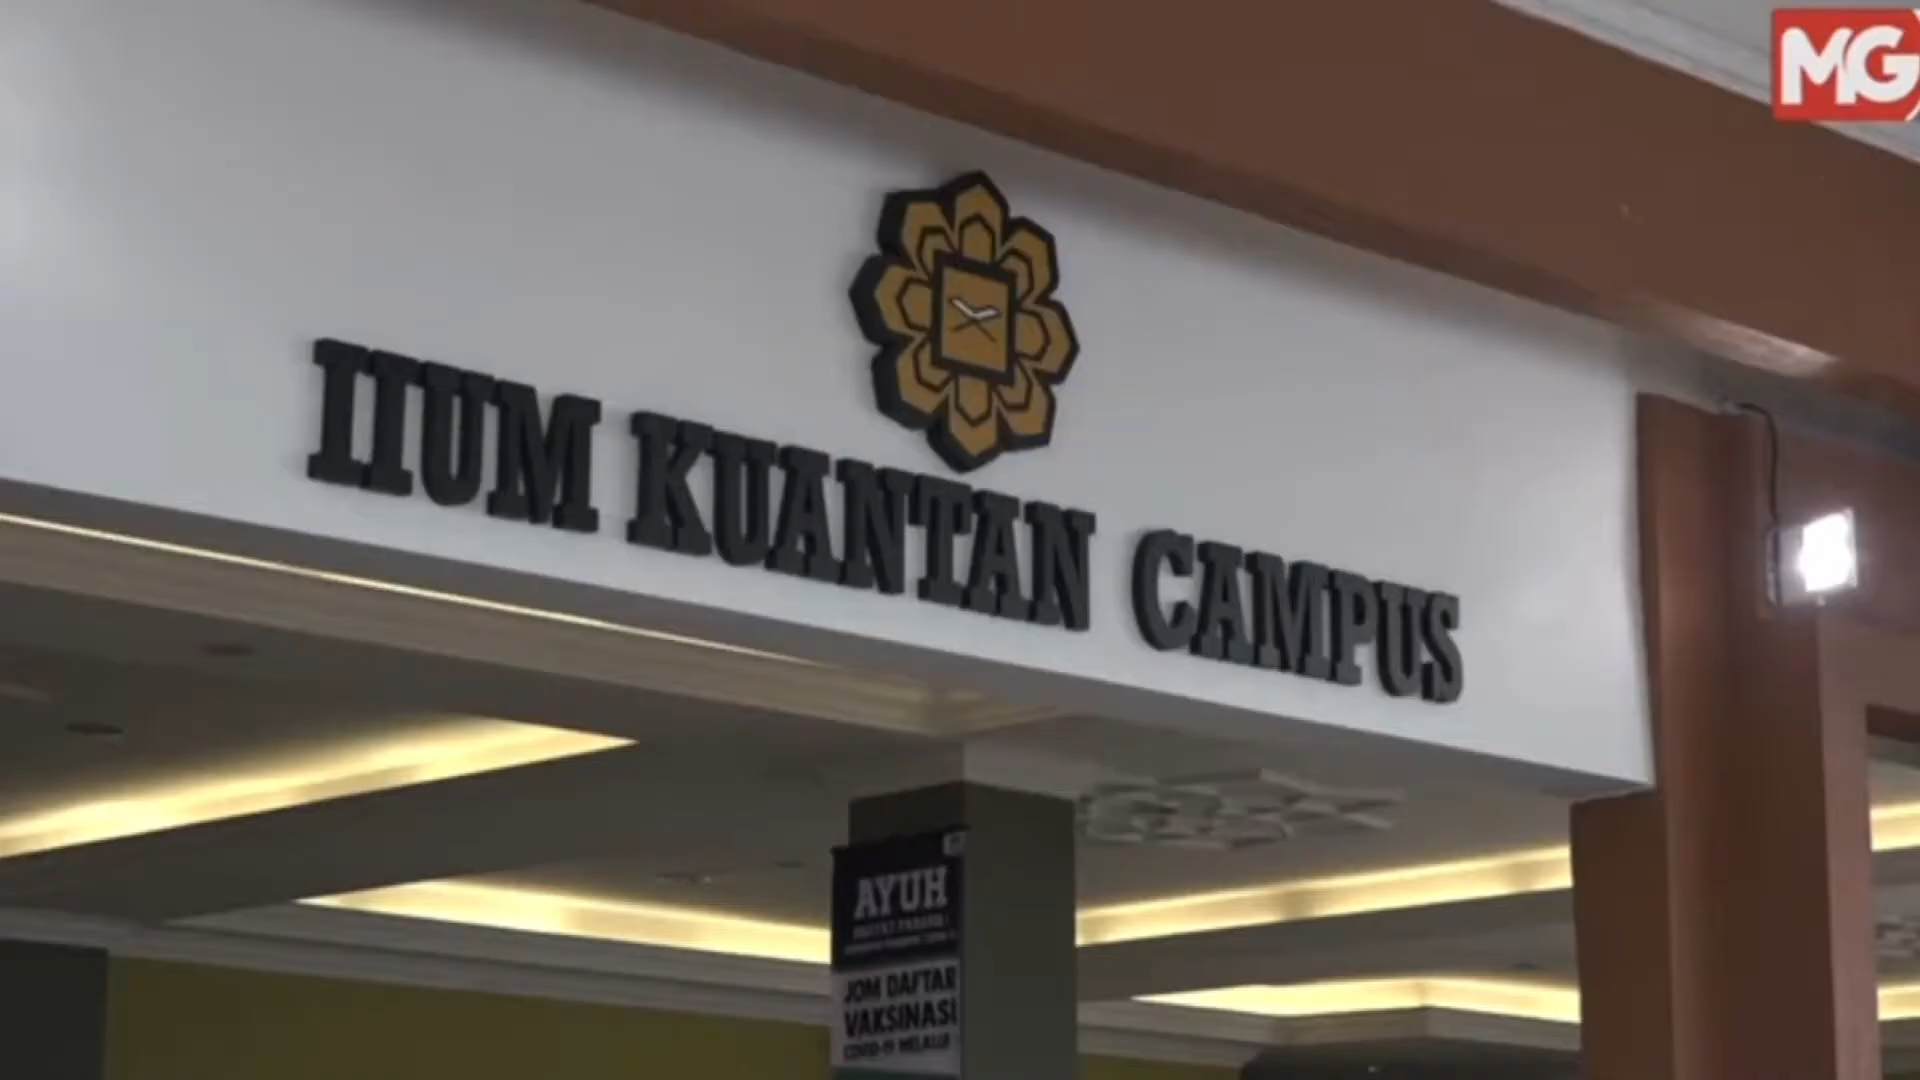 MG
IIUM KUANTAN CAMPUS
AYUH
JOM DAFTAR
VAKSINASI
COVID-19 MELALUI